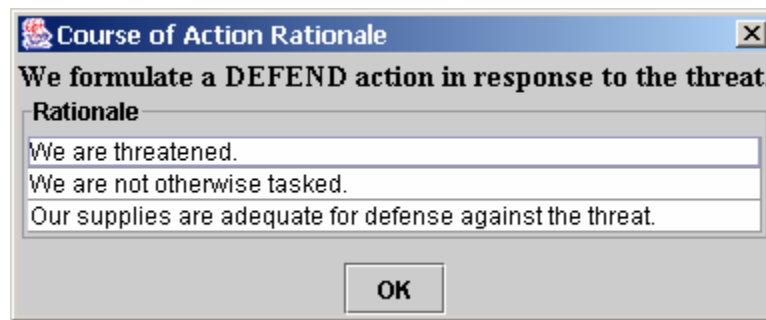 Course of Action Rationale
We formulate a DEFEND action in response to the threat.
Rationale
We are threatened.
We are not otherwise tasked.
Our supplies are adequate for defense against the threat.
OK